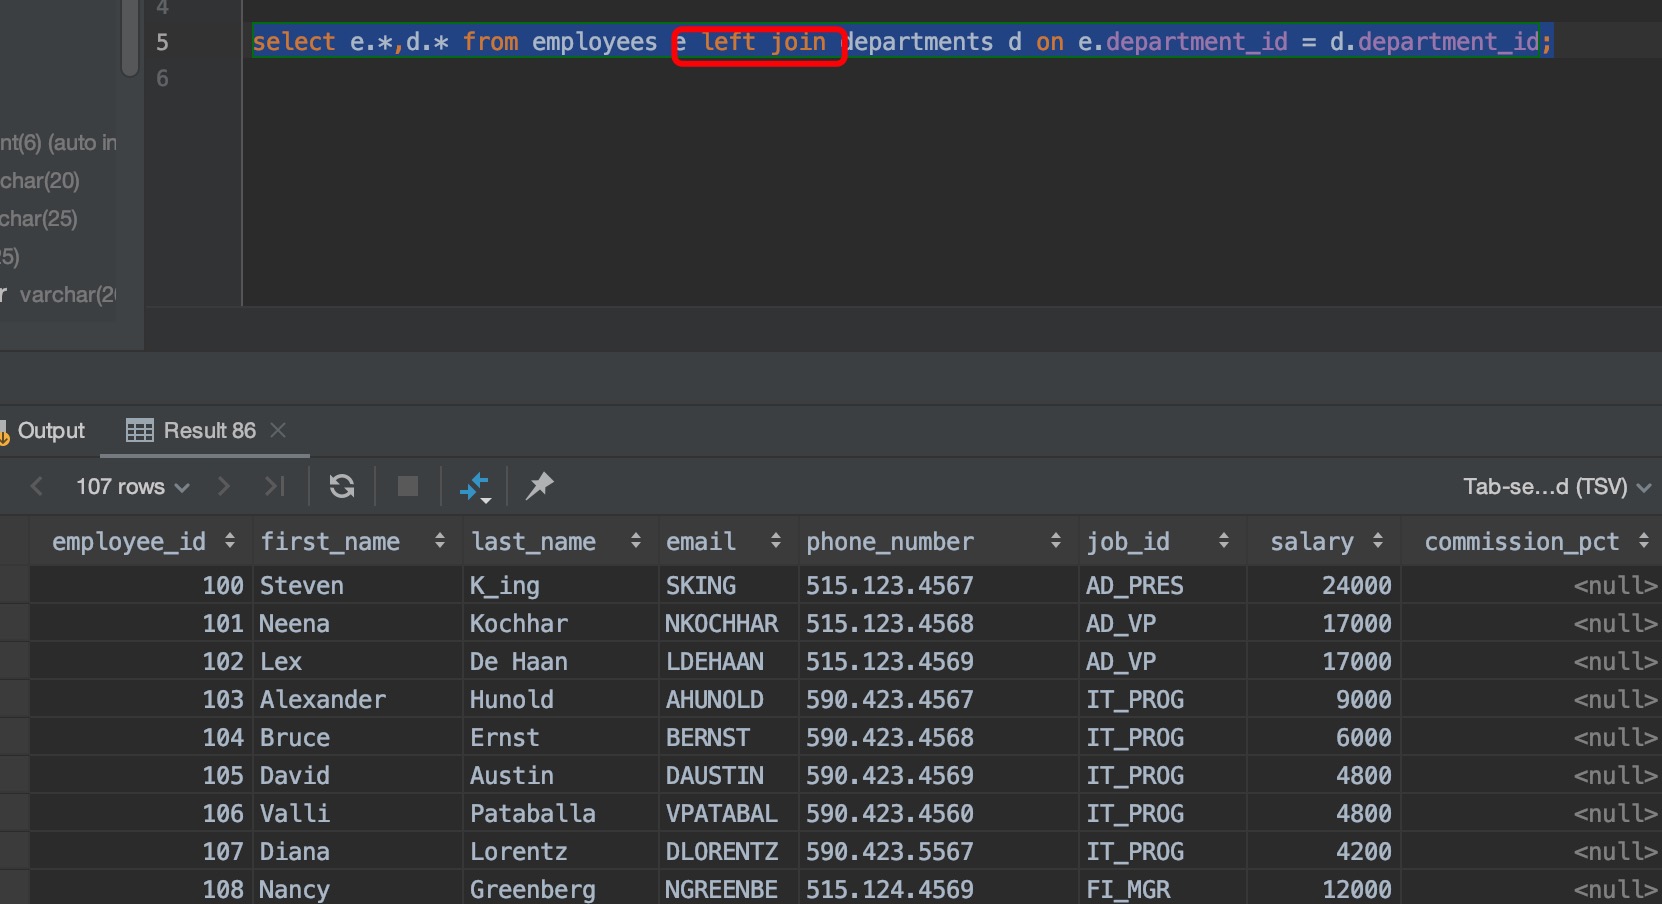 4
5 select e.*,d.* from employees e left join departments d on e.department_id = d.department_id;
6
nt(6) (auto in
char(20)
char(25)
5)
r varchar(20
Output Result 86
107 rows Tab-se...d (TSV)
employee_id first_name last_name email phone_number job_id salary commission_pct
100 Steven K_ing SKING 515.123.4567 AD_PRES 24000 <null>
101 Neena Kochhar NKOCHHAR 515.123.4568 AD_VP 17000 <null>
102 Lex De Haan LDEHAAN 515.123.4569 AD_VP 17000 <null>
103 Alexander Hunold AHUNOLD 590.423.4567 IT_PROG 9000 <null>
104 Bruce Ernst BERNST 590.423.4568 IT_PROG 6000 <null>
105 David Austin DAUSTIN 590.423.4569 IT_PROG 4800 <null>
106 Valli Pataballa VPATABAL 590.423.4560 IT_PROG 4800 <null>
107 Diana Lorentz DLORENTZ 590.423.5567 IT_PROG 4200 <null>
108 Nancy Greenberg NGREENBE 515.124.4569 FI_MGR 12000 <null>